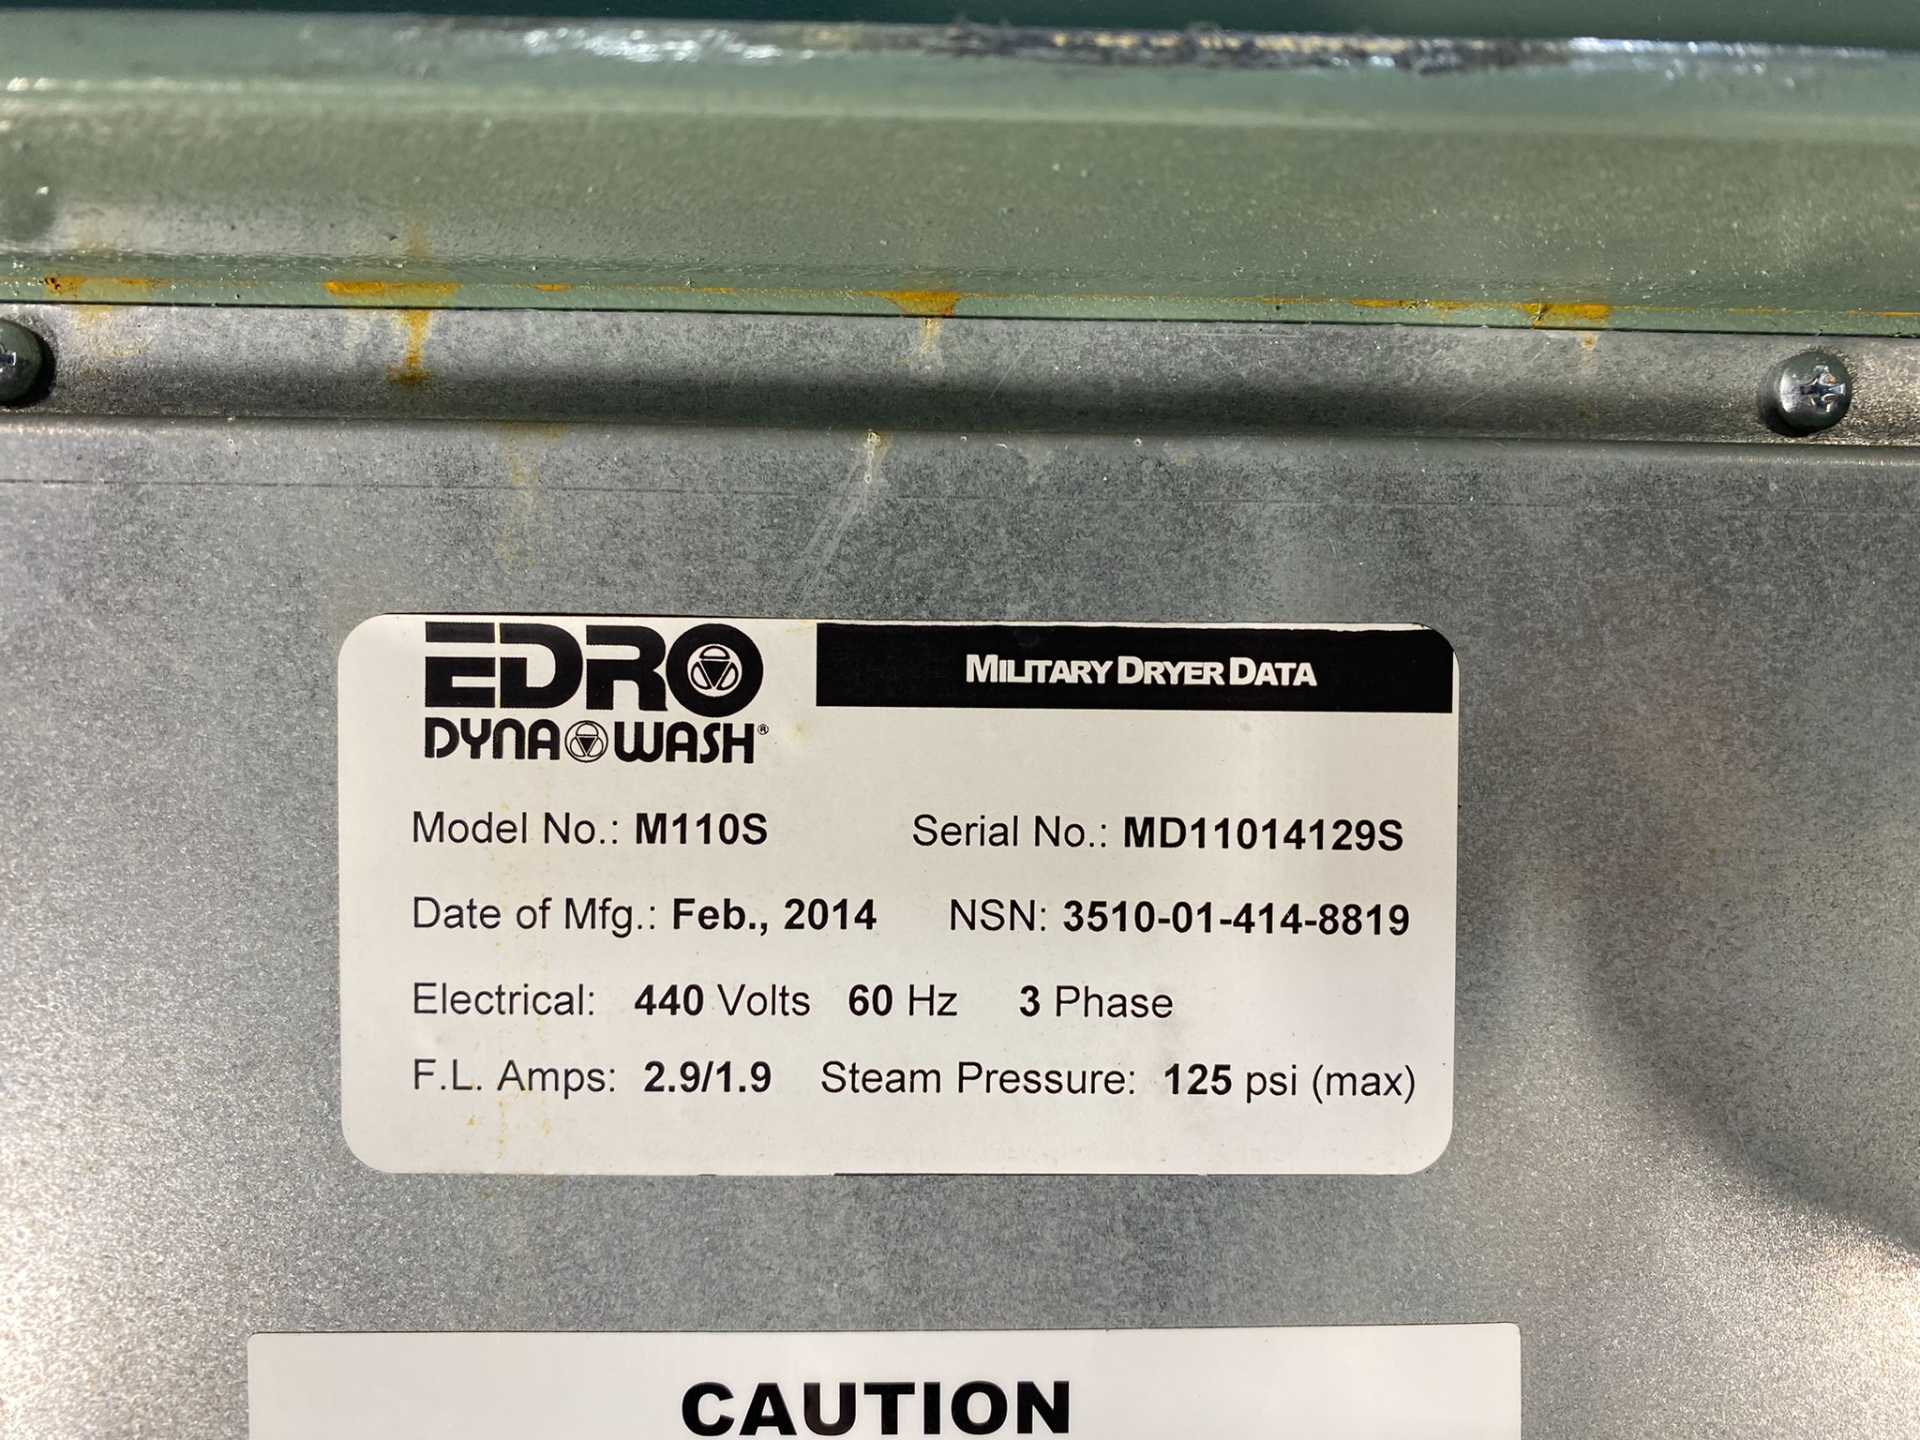 EDRO
DYNA WASH®
MILITARY DRYER DATA
Model No.: M110S Serial No.: MD11014129S
Date of Mfg.: Feb., 2014 NSN: 3510-01-414-8819
Electrical: 440 Volts 60 Hz 3 Phase
F.L. Amps: 2.9/1.9 Steam Pressure: 125 psi (max)
CAUTION